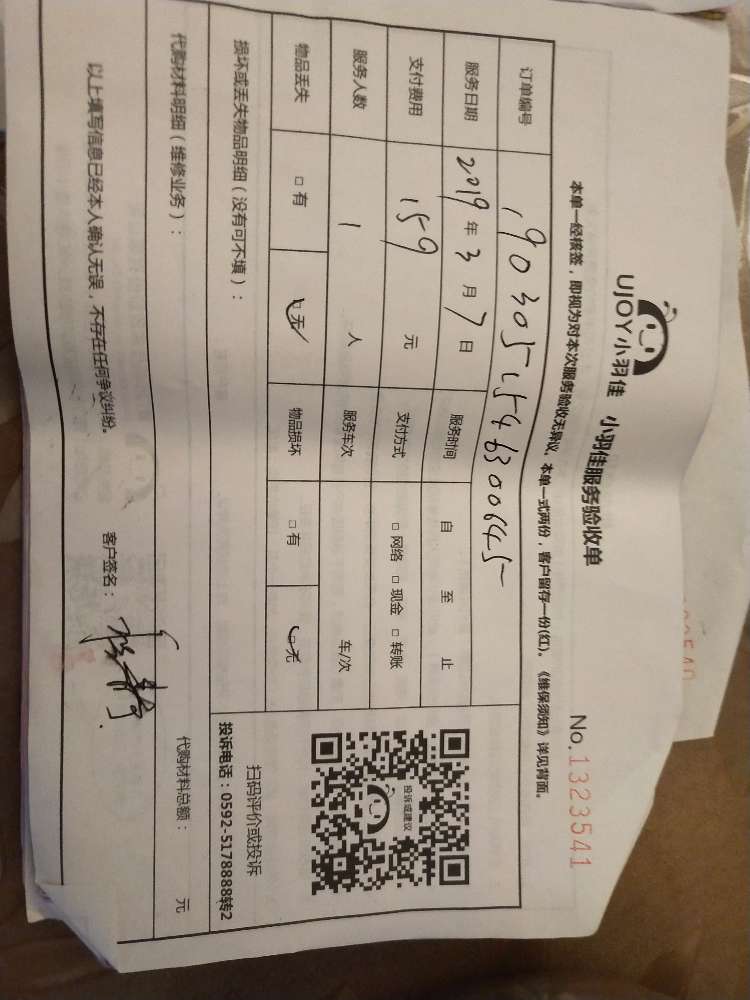 UJOY小羽佳 小羽佳服务验收单 No.1323541
本单一经核签，即视为对本次服务验收无异议、本单一式两份，客户留存一份(红)。《维保须知》详见背面。
订单编号 190305154630645
服务日期 2019年3月7日 服务时间 自 至 止
支付费用 159 元 支付方式 □网络 □现金 □转账
服务人数 1 人 服务车次 车/次
物品丢失 □有 □无 物品损坏 □有 □无
损坏或丢失物品明细（没有可不填）：
投诉或建议
扫码评价或投诉
投诉电话：0592-5178888转2
代购材料明细（维修业务）： 代购材料总额： 元
以上填写信息已经本人确认无误，不存在任何争议纠纷。 客户签名：